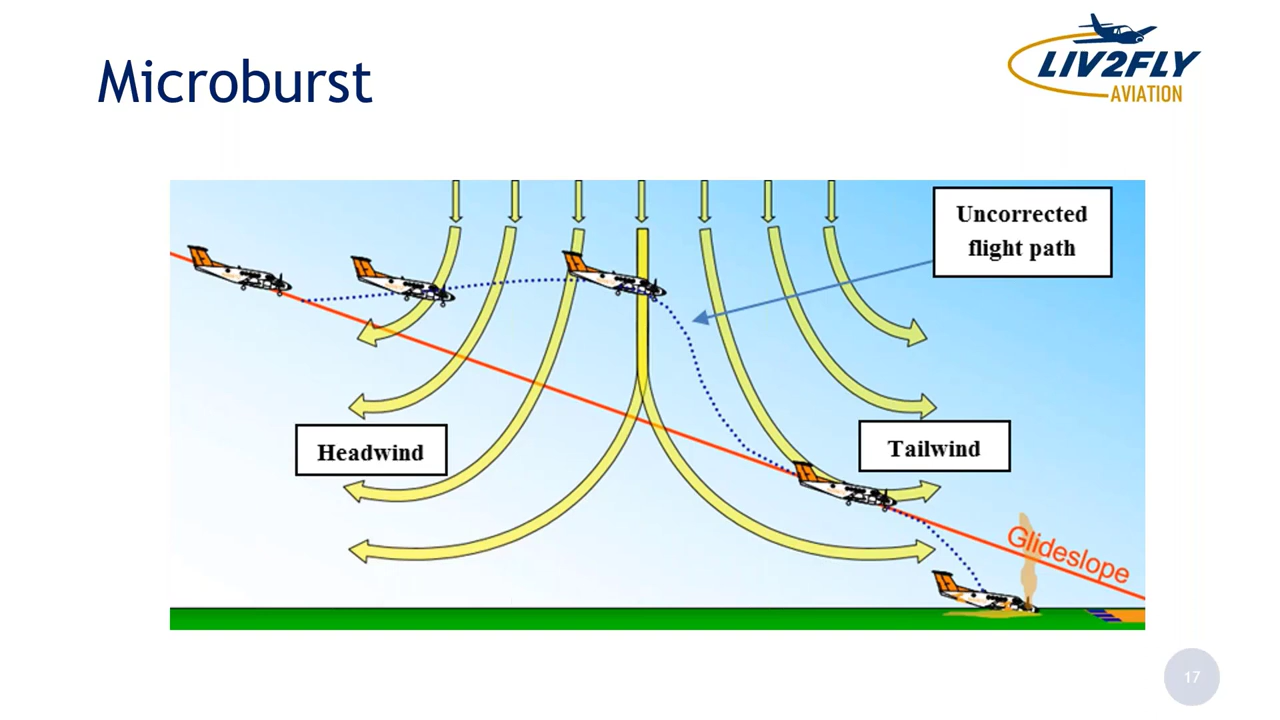 Microburst
LIV2FLY
AVIATION
Uncorrected
flight path
Headwind
Tailwind
Glideslope
17